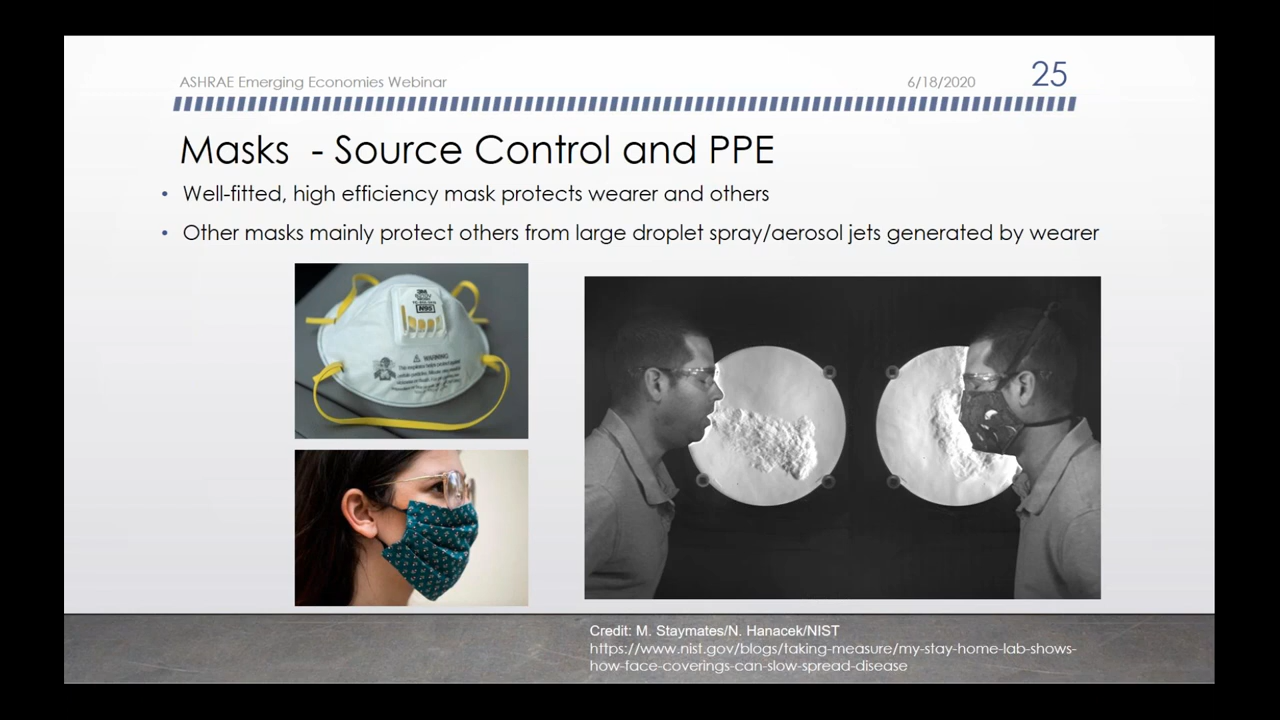 ASHRAE Emerging Economies Webinar
6/18/2020
25
Masks - Source Control and PPE
• Well-fitted, high efficiency mask protects wearer and others
• Other masks mainly protect others from large droplet spray/aerosol jets generated by wearer
3M
N95
WARNING
Credit: M. Staymates/N. Hanacek/NIST
https://www.nist.gov/blogs/taking-measure/my-stay-home-lab-shows-
how-face-coverings-can-slow-spread-disease